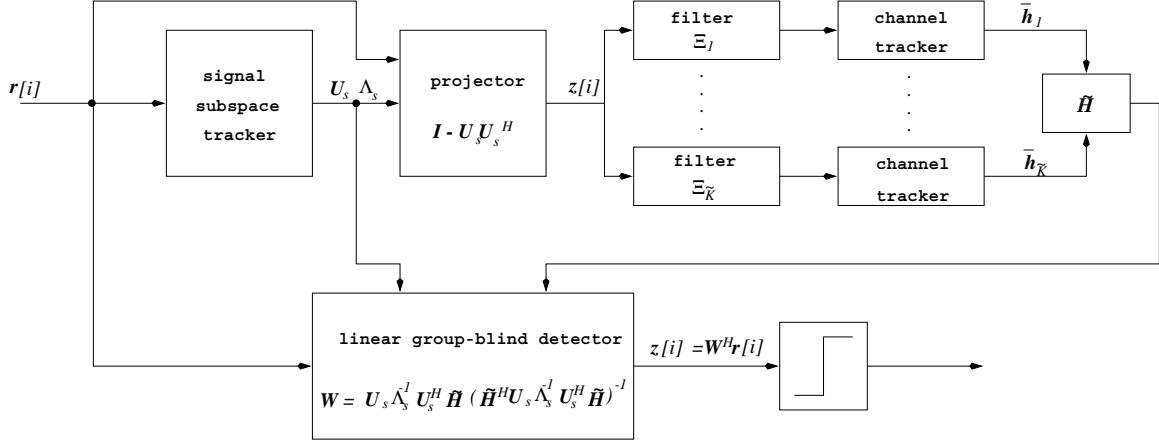 r[i]
signal
subspace
tracker
U_s Λ_s
projector
I - U_s U_s^H
z[i]
filter
Ξ_1
channel
tracker
h̄_1
. . . .
. . . .
filter
Ξ_K̃
channel
tracker
h̄_K̃
H̃
linear group-blind detector
W = U_s Λ_s^-1 U_s^H H̃ (H̃^H U_s Λ_s^-1 U_s^H H̃)^-1
z[i] = W^H r[i]